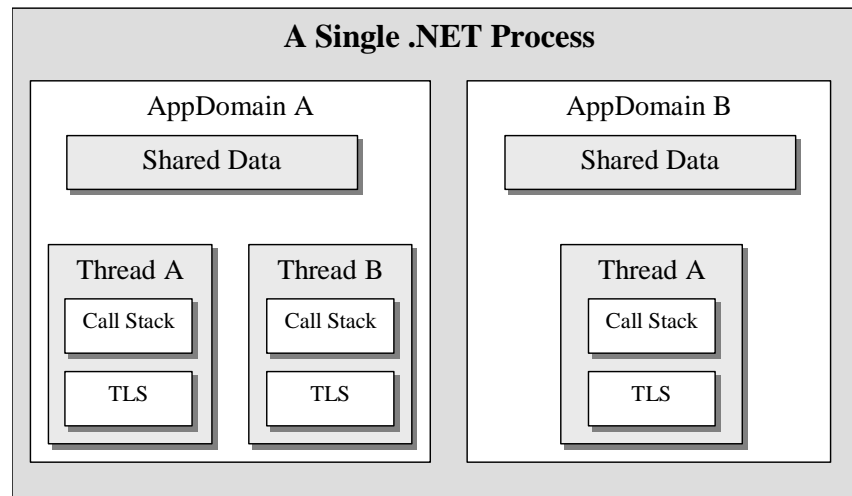 A Single .NET Process
AppDomain A
Shared Data
Thread A
Call Stack
TLS
Thread B
Call Stack
TLS
AppDomain B
Shared Data
Thread A
Call Stack
TLS